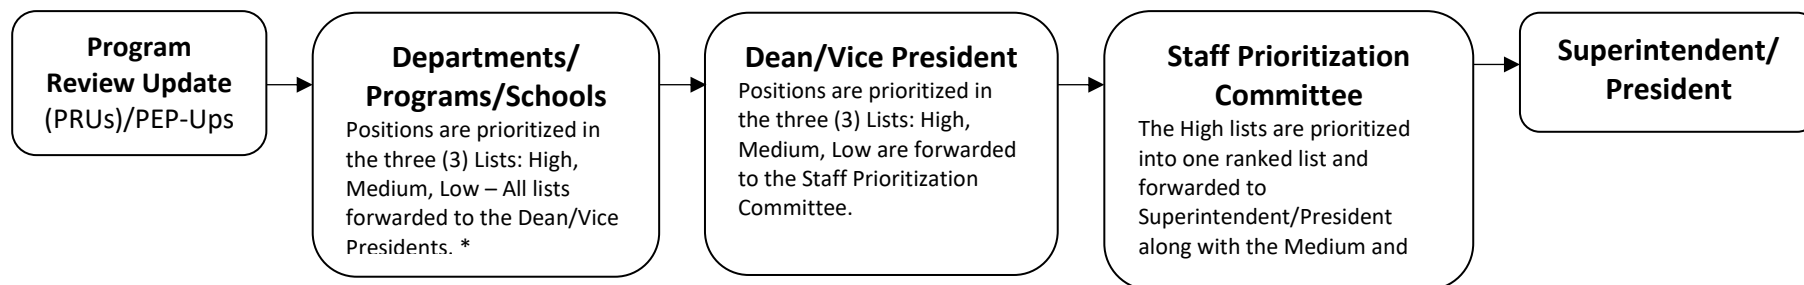 Program
Review Update
(PRUs)/PEP-Ups
Departments/
Programs/Schools
Positions are prioritized in
the three (3) Lists: High,
Medium, Low – All lists
forwarded to the Dean/Vice
Presidents. *
Dean/Vice President
Positions are prioritized in
the three (3) Lists: High,
Medium, Low are forwarded
to the Staff Prioritization
Committee.
Staff Prioritization
Committee
The High lists are prioritized
into one ranked list and
forwarded to
Superintendent/President
along with the Medium and
Superintendent/
President